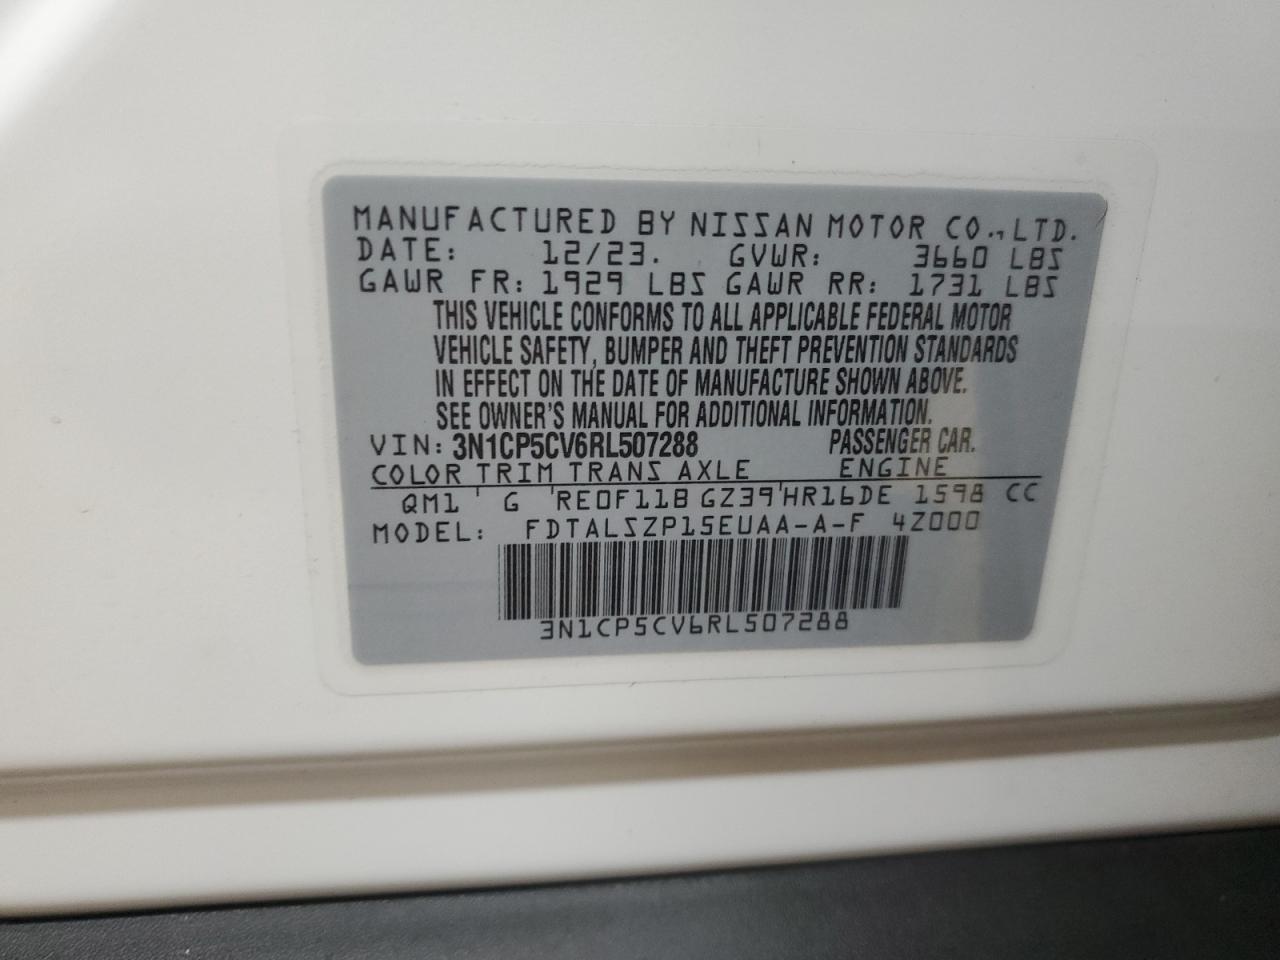 MANUFACTURED BY NISSAN MOTOR CO., LTD.
DATE: 12/23. GVWR: 3660 LBS
GAWR FR: 1929 LBS GAWR RR: 1731 LBS
THIS VEHICLE CONFORMS TO ALL APPLICABLE FEDERAL MOTOR
VEHICLE SAFETY, BUMPER AND THEFT PREVENTION STANDARDS
IN EFFECT ON THE DATE OF MANUFACTURE SHOWN ABOVE.
SEE OWNER'S MANUAL FOR ADDITIONAL INFORMATION.
VIN: 3N1CP5CV6RL507288 PASSENGER CAR.
COLOR TRIM TRANS AXLE ENGINE
QM1 G RE0F11B GZ39 HR16DE 1598 CC
MODEL: FDTALSZP15EUAA-A-F 4Z000
3N1CP5CV6RL507288